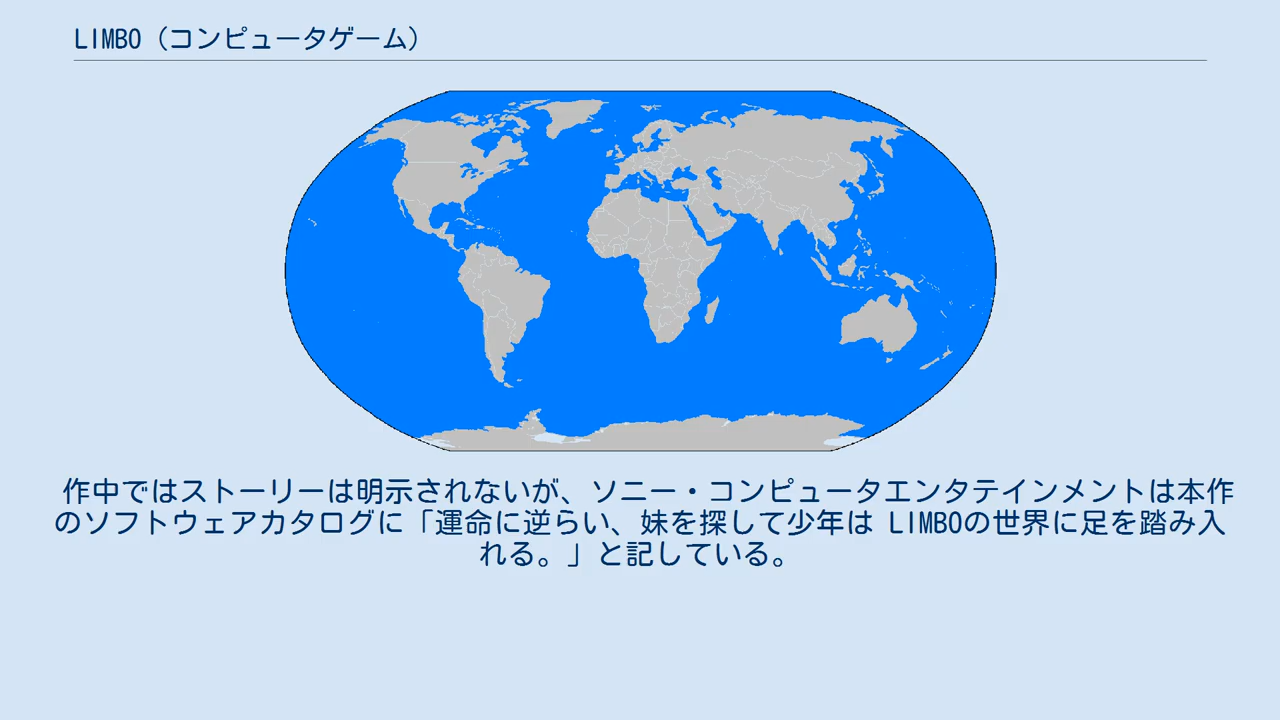 LIMBO（コンピュータゲーム）
作中ではストーリーは明示されないが、ソニー・コンピュータエンタテインメントは本作
のソフトウェアカタログに「運命に逆らい、妹を探して少年は LIMBOの世界に足を踏み入
れる。」と記している。